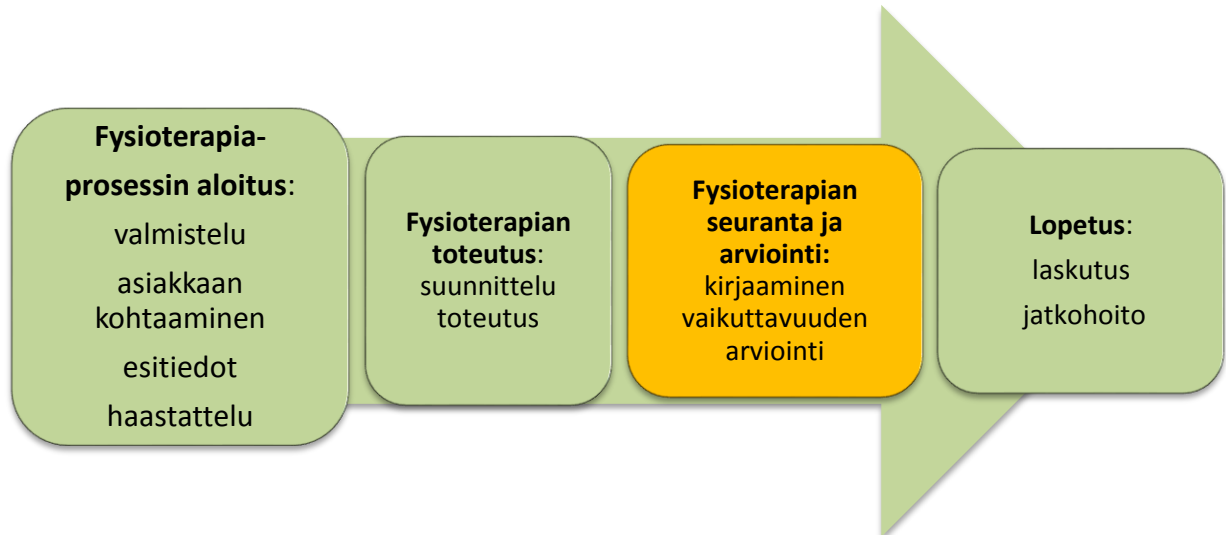 Fysioterapia-
prosessin aloitus:
valmistelu
asiakkaan
kohtaaminen
esitiedot
haastattelu
Fysioterapian
toteutus:
suunnittelu
toteutus
Fysioterapian
seuranta ja
arviointi:
kirjaaminen
vaikuttavuuden
arviointi
Lopetus:
laskutus
jatkohoito